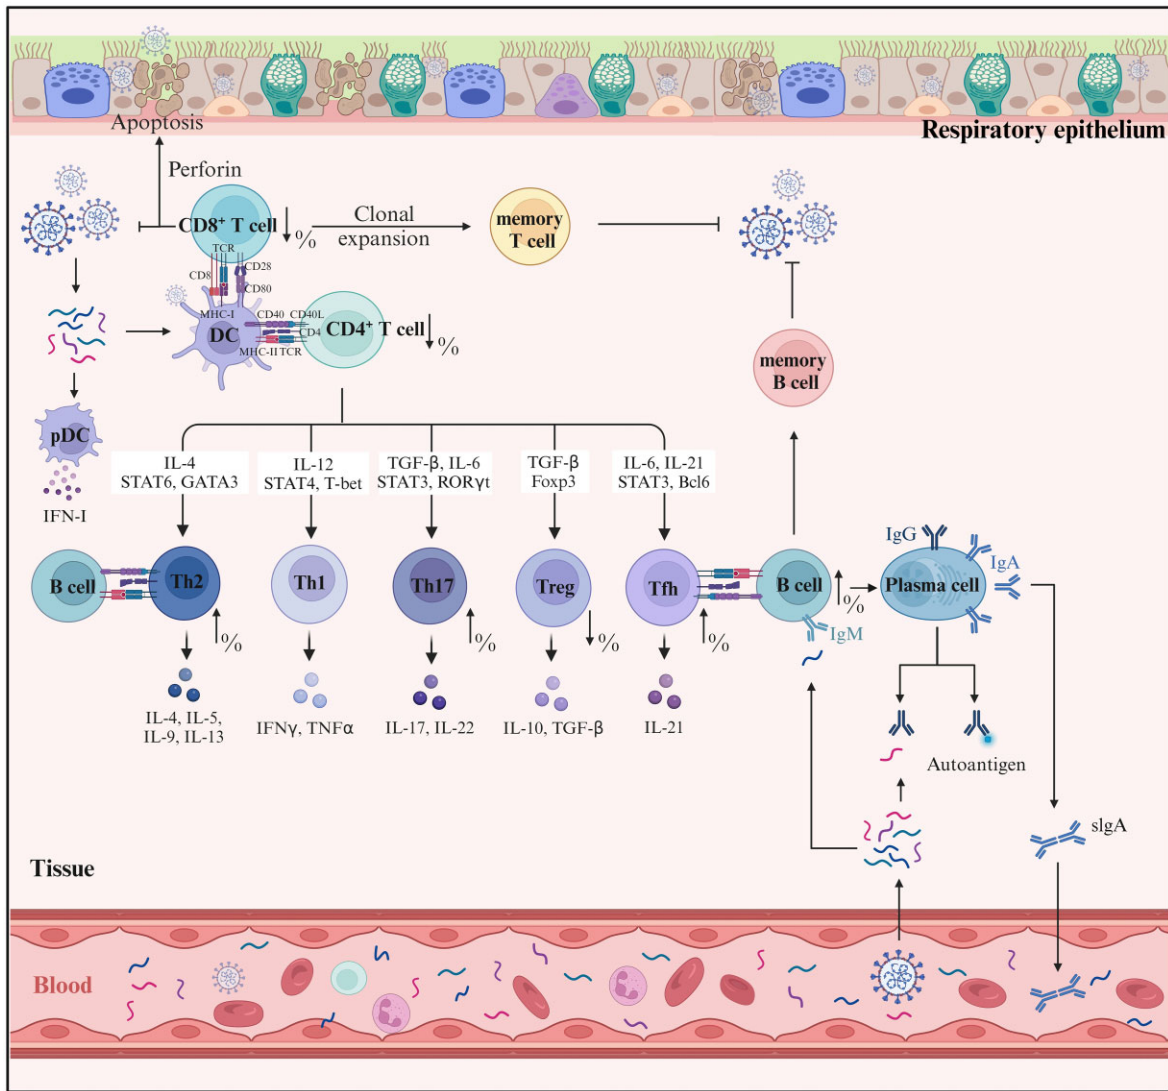 Apoptosis
Respiratory epithelium
Perforin
CD8⁺ T cell
%
Clonal
expansion
memory
T cell
TCR
CD8
CD28
CD80
MHC-I
DC
CD40
CD40L
CD4
MHC-II
TCR
CD4⁺ T cell
%
memory
B cell
pDC
IFN-I
IL-4
STAT6, GATA3
IL-12
STAT4, T-bet
TGF-β, IL-6
STAT3, RORγt
TGF-β
Foxp3
IL-6, IL-21
STAT3, Bcl6
B cell
Th2
%
Th1
Th17
%
Treg
%
Tfh
%
B cell
%
IgM
IgG
IgA
Plasma cell
IL-4, IL-5,
IL-9, IL-13
IFNγ, TNFα
IL-17, IL-22
IL-10, TGF-β
IL-21
Autoantigen
sIgA
Tissue
Blood